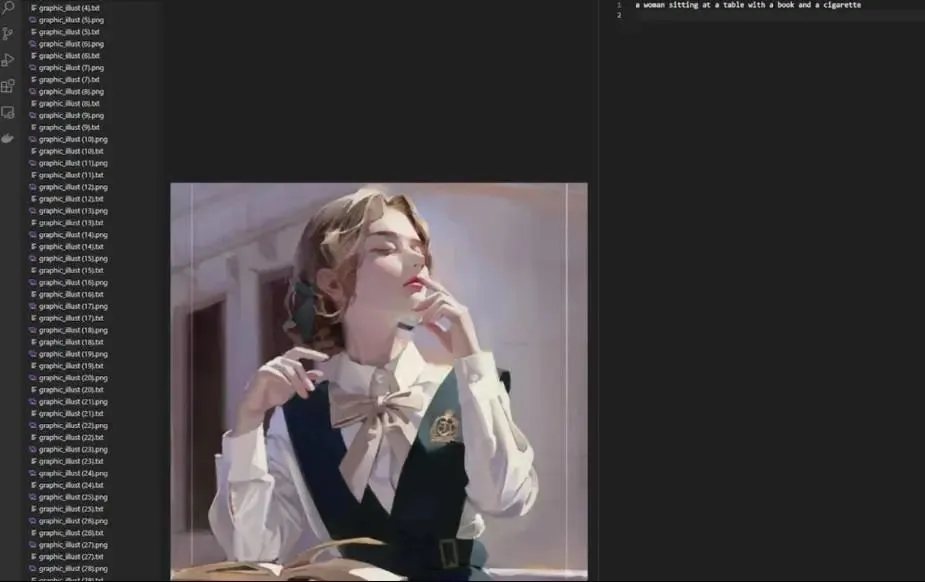 graphic_illust (4).txt
graphic_illust (5).png
graphic_illust (5).txt
graphic_illust (6).png
graphic_illust (6).txt
graphic_illust (7).png
graphic_illust (7).txt
graphic_illust (8).png
graphic_illust (8).txt
graphic_illust (9).png
graphic_illust (9).txt
graphic_illust (10).png
graphic_illust (10).txt
graphic_illust (11).png
graphic_illust (11).txt
graphic_illust (12).png
graphic_illust (12).txt
graphic_illust (13).png
graphic_illust (13).txt
graphic_illust (14).png
graphic_illust (14).txt
graphic_illust (15).png
graphic_illust (15).txt
graphic_illust (16).png
graphic_illust (16).txt
graphic_illust (17).png
graphic_illust (17).txt
graphic_illust (18).png
graphic_illust (18).txt
graphic_illust (19).png
graphic_illust (19).txt
graphic_illust (20).png
graphic_illust (20).txt
graphic_illust (21).png
graphic_illust (21).txt
graphic_illust (22).png
graphic_illust (22).txt
graphic_illust (23).png
graphic_illust (23).txt
graphic_illust (24).png
graphic_illust (24).txt
graphic_illust (25).png
graphic_illust (25).txt
graphic_illust (26).png
graphic_illust (26).txt
graphic_illust (27).png
graphic_illust (27).txt
graphic_illust (28).png
graphic_illust (28).txt
1 a woman sitting at a table with a book and a cigarette
2